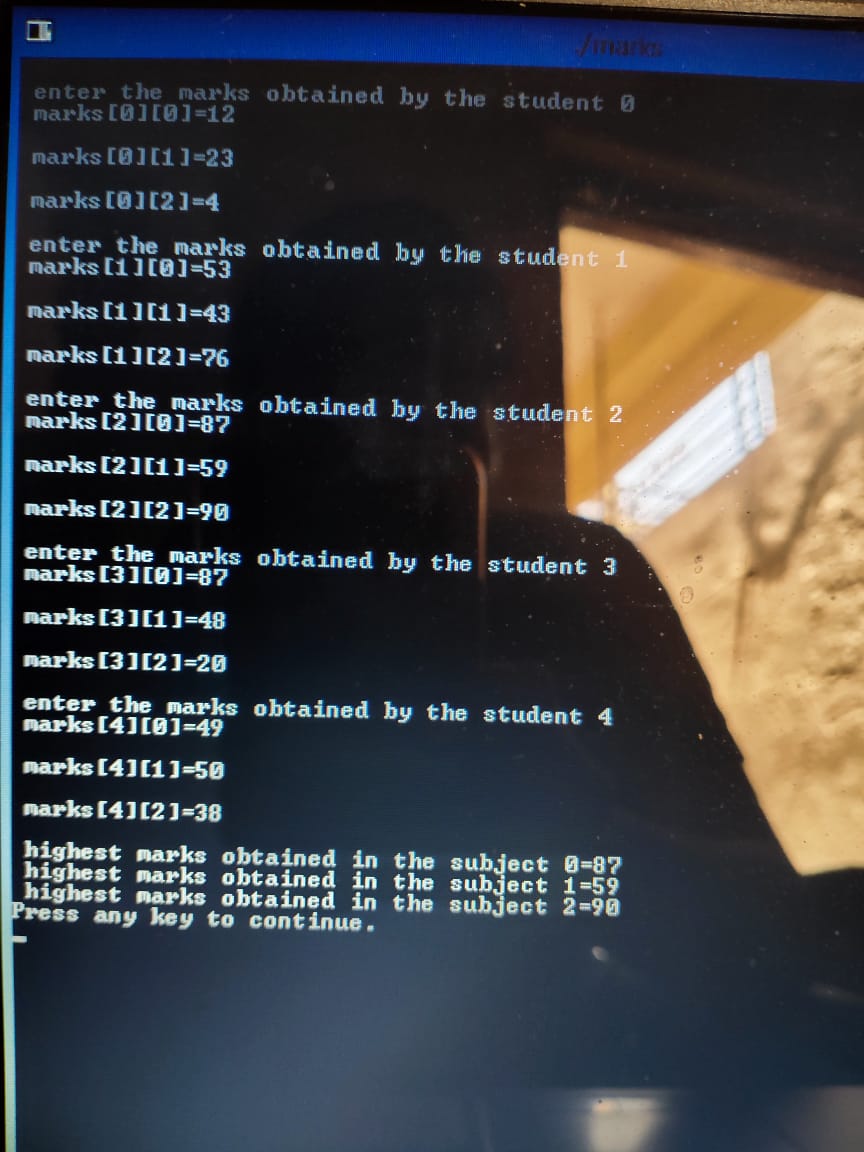 ./marks
enter the marks obtained by the student 0
marks[0][0]=12
marks[0][1]=23
marks[0][2]=4
enter the marks obtained by the student 1
marks[1][0]=53
marks[1][1]=43
marks[1][2]=76
enter the marks obtained by the student 2
marks[2][0]=87
marks[2][1]=59
marks[2][2]=90
enter the marks obtained by the student 3
marks[3][0]=87
marks[3][1]=48
marks[3][2]=20
enter the marks obtained by the student 4
marks[4][0]=49
marks[4][1]=50
marks[4][2]=38
highest marks obtained in the subject 0=87
highest marks obtained in the subject 1=59
highest marks obtained in the subject 2=90
Press any key to continue.